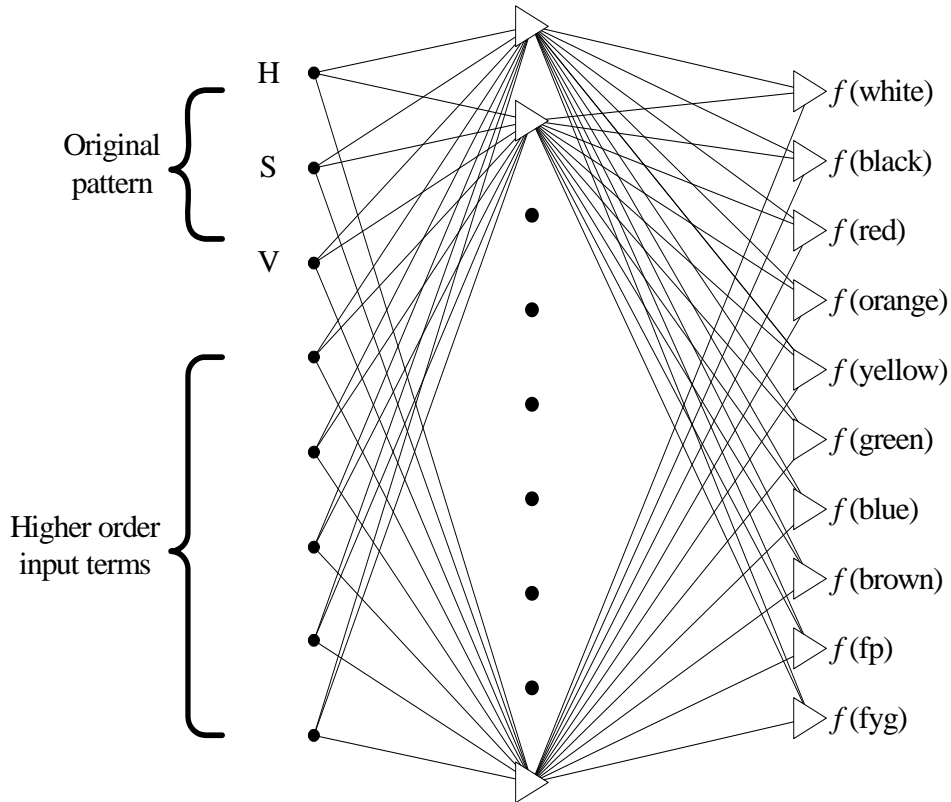 H
Original
pattern
S
V
Higher order
input terms
f (white)
f (black)
f (red)
f (orange)
f (yellow)
f (green)
f (blue)
f (brown)
f (fp)
f (fyg)